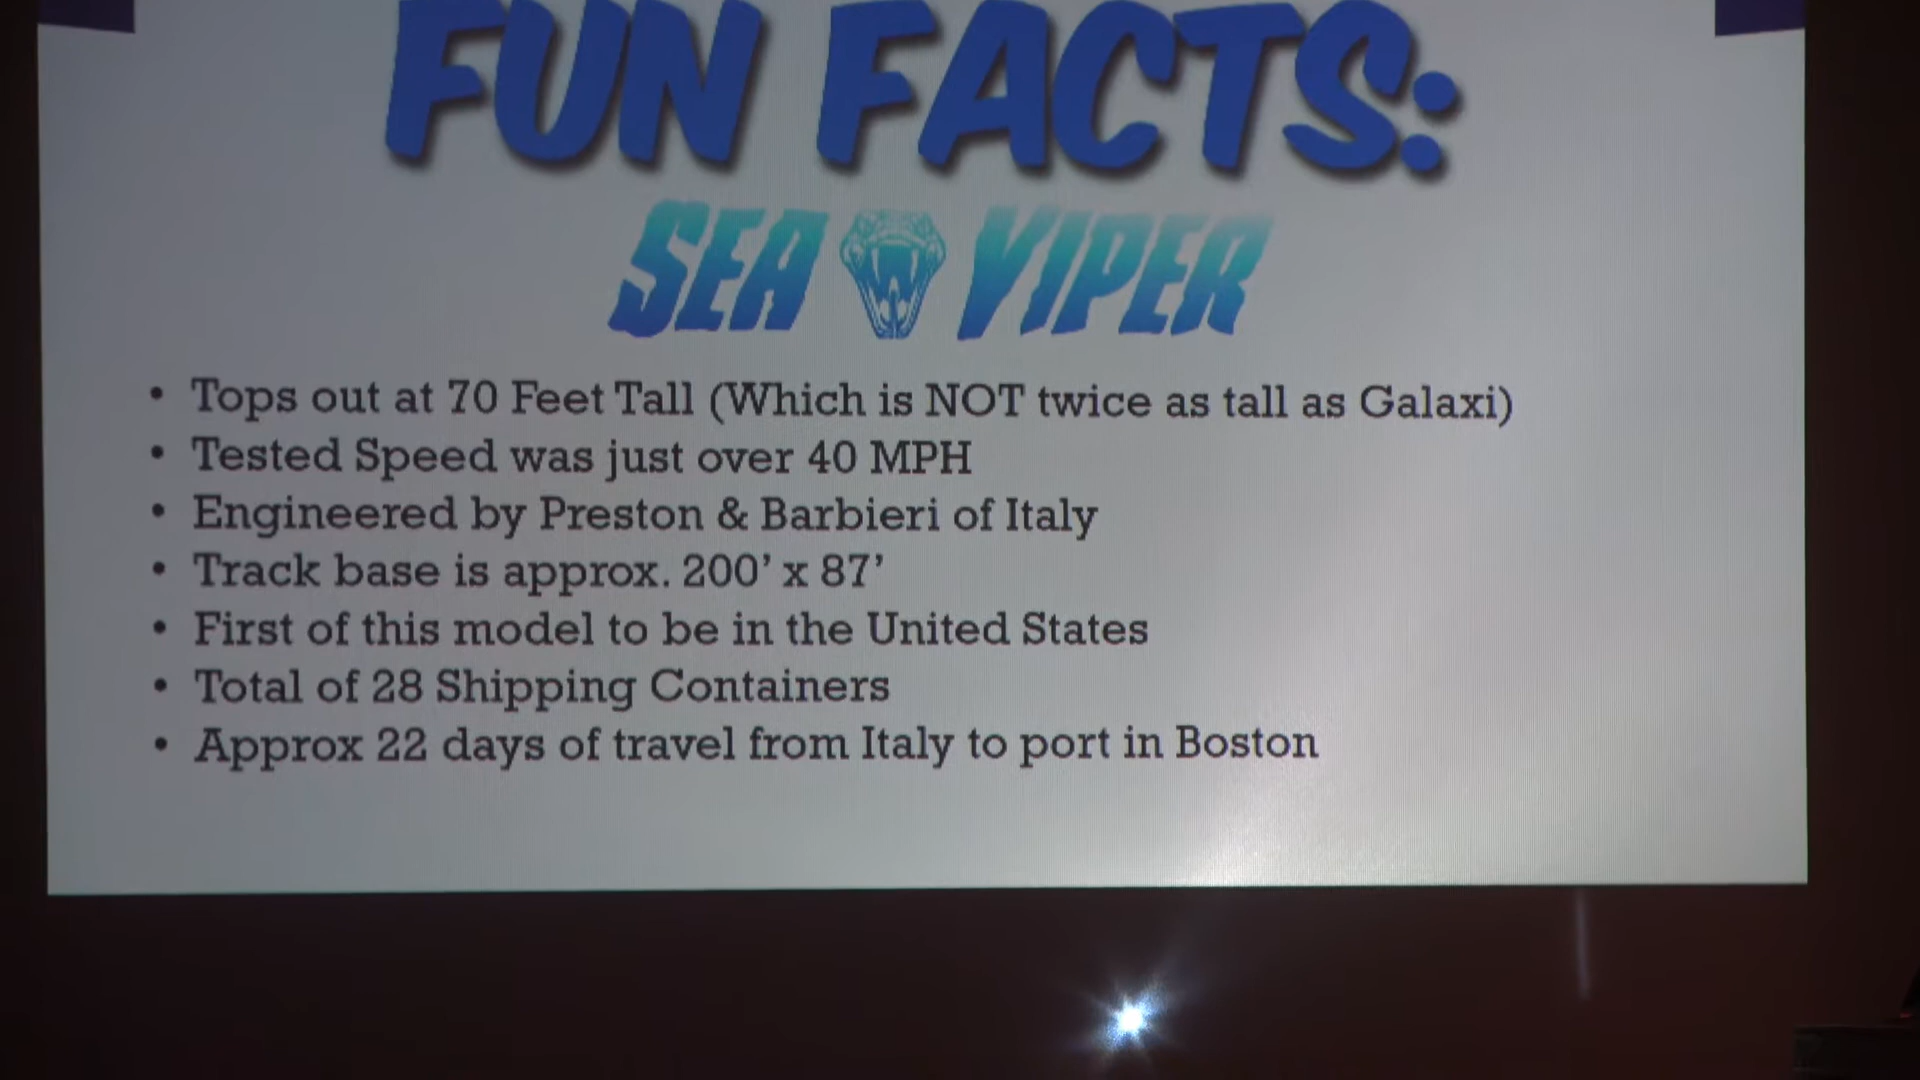 FUN FACTS:
SEA VIPER
• Tops out at 70 Feet Tall (Which is NOT twice as tall as Galaxi)
• Tested Speed was just over 40 MPH
• Engineered by Preston & Barbieri of Italy
• Track base is approx. 200’ x 87’
• First of this model to be in the United States
• Total of 28 Shipping Containers
• Approx 22 days of travel from Italy to port in Boston